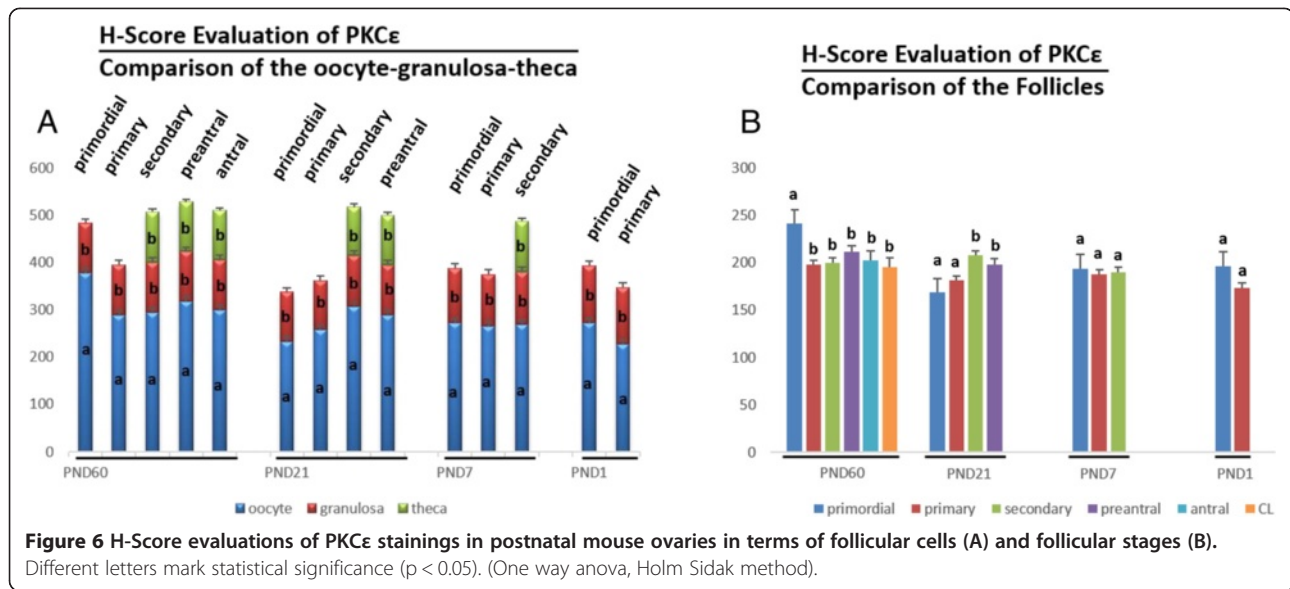 H-Score Evaluation of PKCε
Comparison of the oocyte-granulosa-theca
A
primordial
primary
secondary
preantral
antral
primordial
primary
secondary
preantral
primordial
primary
secondary
primordial
primary
600
500
400
300
200
100
0
b
b
b
b
b
b
b
b
a
a
a
a
a
b
b
b
b
b
b
a
a
a
a
b
b
b
b
a
a
a
b
b
a
a
PND60
PND21
PND7
PND1
oocyte
granulosa
theca
H-Score Evaluation of PKCε
Comparison of the Follicles
B
300
250
200
150
100
50
0
a
b
b
b
b
b
a
a
b
b
a
a
a
a
a
PND60
PND21
PND7
PND1
primordial
primary
secondary
preantral
antral
CL
Figure 6 H-Score evaluations of PKCε stainings in postnatal mouse ovaries in terms of follicular cells (A) and follicular stages (B).
Different letters mark statistical significance (p < 0.05). (One way anova, Holm Sidak method).